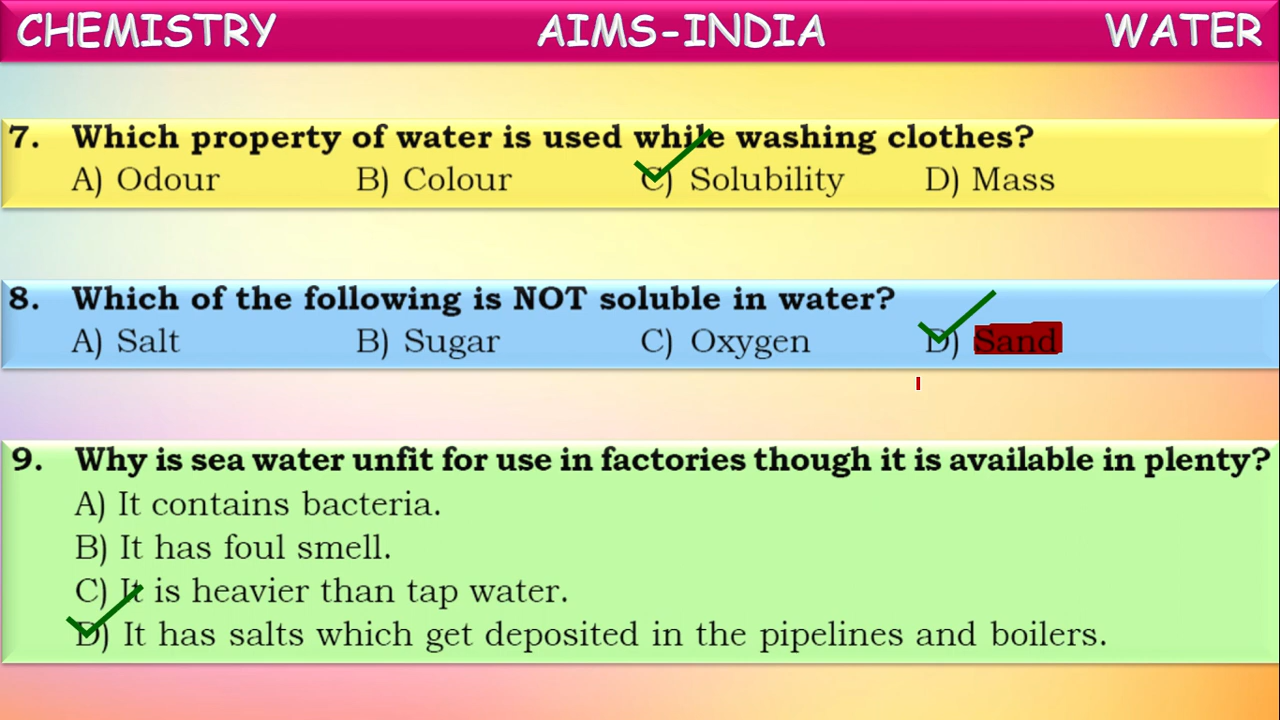 CHEMISTRY AIMS-INDIA WATER
7. Which property of water is used while washing clothes?
A) Odour B) Colour C) Solubility D) Mass
8. Which of the following is NOT soluble in water?
A) Salt B) Sugar C) Oxygen D) Sand
9. Why is sea water unfit for use in factories though it is available in plenty?
A) It contains bacteria.
B) It has foul smell.
C) It is heavier than tap water.
D) It has salts which get deposited in the pipelines and boilers.